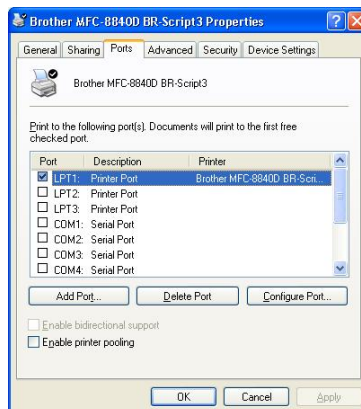 Brother MFC-8840D BR-Script3 Properties
General Sharing Ports Advanced Security Device Settings
Brother MFC-8840D BR-Script3
Print to the following port(s). Documents will print to the first free
checked port.
Port Description Printer
LPT1: Printer Port Brother MFC-8840D BR-Scri...
LPT2: Printer Port
LPT3: Printer Port
COM1: Serial Port
COM2: Serial Port
COM3: Serial Port
COM4: Serial Port
Add Port... Delete Port Configure Port...
Enable bidirectional support
Enable printer pooling
OK Cancel Apply